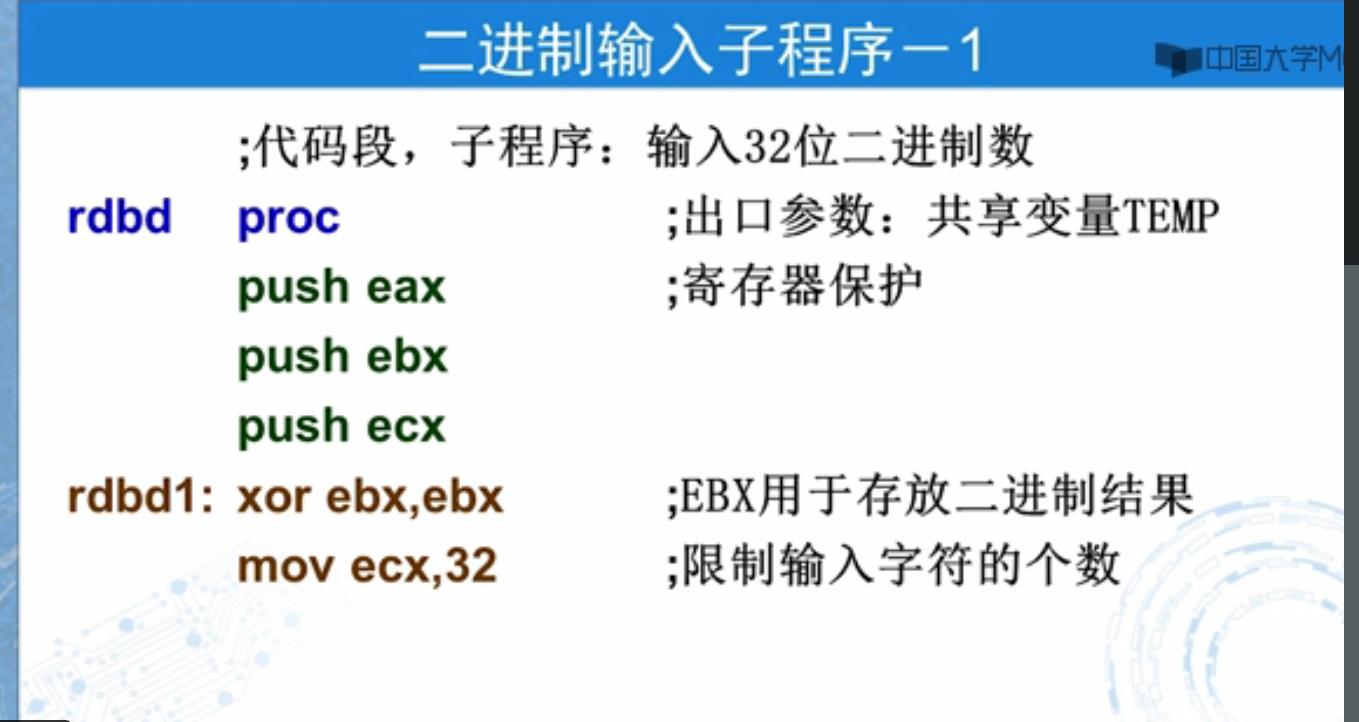 二进制输入子程序－1
中国大学M
;代码段，子程序：输入32位二进制数
rdbd proc ;出口参数：共享变量TEMP
push eax ;寄存器保护
push ebx
push ecx
rdbd1: xor ebx,ebx ;EBX用于存放二进制结果
mov ecx,32 ;限制输入字符的个数